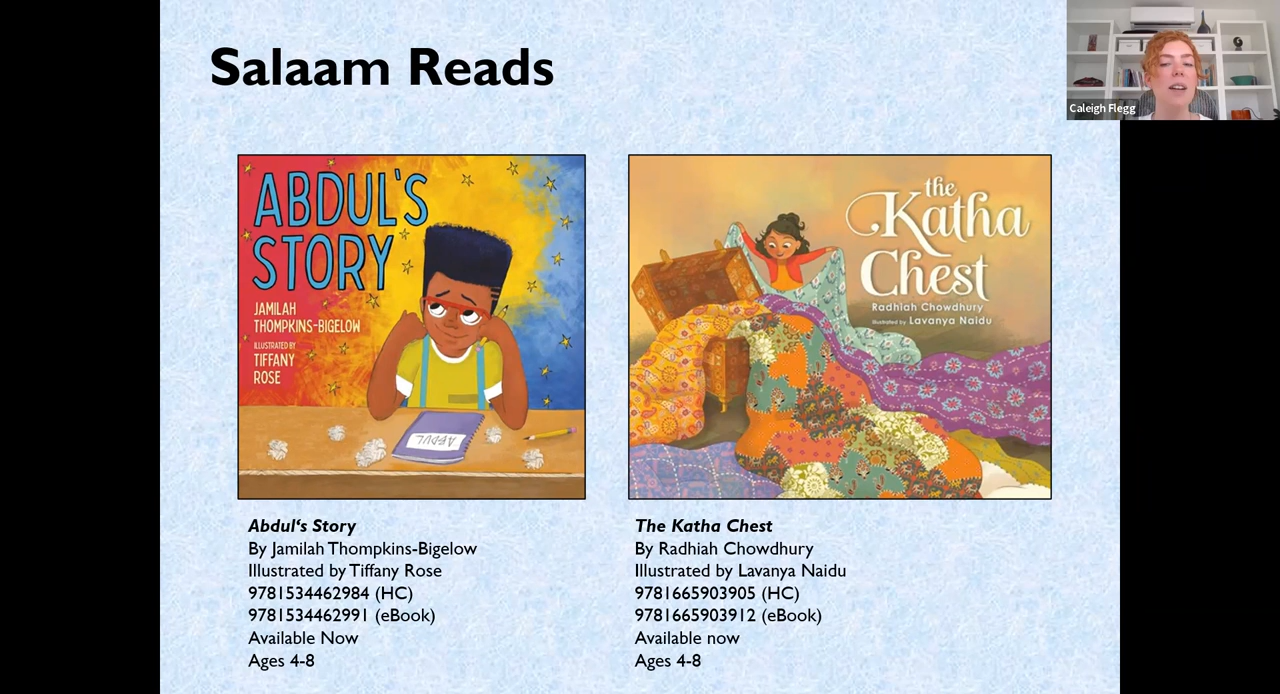 Salaam Reads
Caleigh Flegg
ABDUL'S
STORY
JAMILAH
THOMPKINS-BIGELOW
ILLUSTRATED BY
TIFFANY
ROSE
ABDUL
the
Katha
Chest
Radhiah Chowdhury
illustrated by Lavanya Naidu
Abdul‘s Story
By Jamilah Thompkins-Bigelow
Illustrated by Tiffany Rose
9781534462984 (HC)
9781534462991 (eBook)
Available Now
Ages 4-8
The Katha Chest
By Radhiah Chowdhury
Illustrated by Lavanya Naidu
9781665903905 (HC)
9781665903912 (eBook)
Available now
Ages 4-8